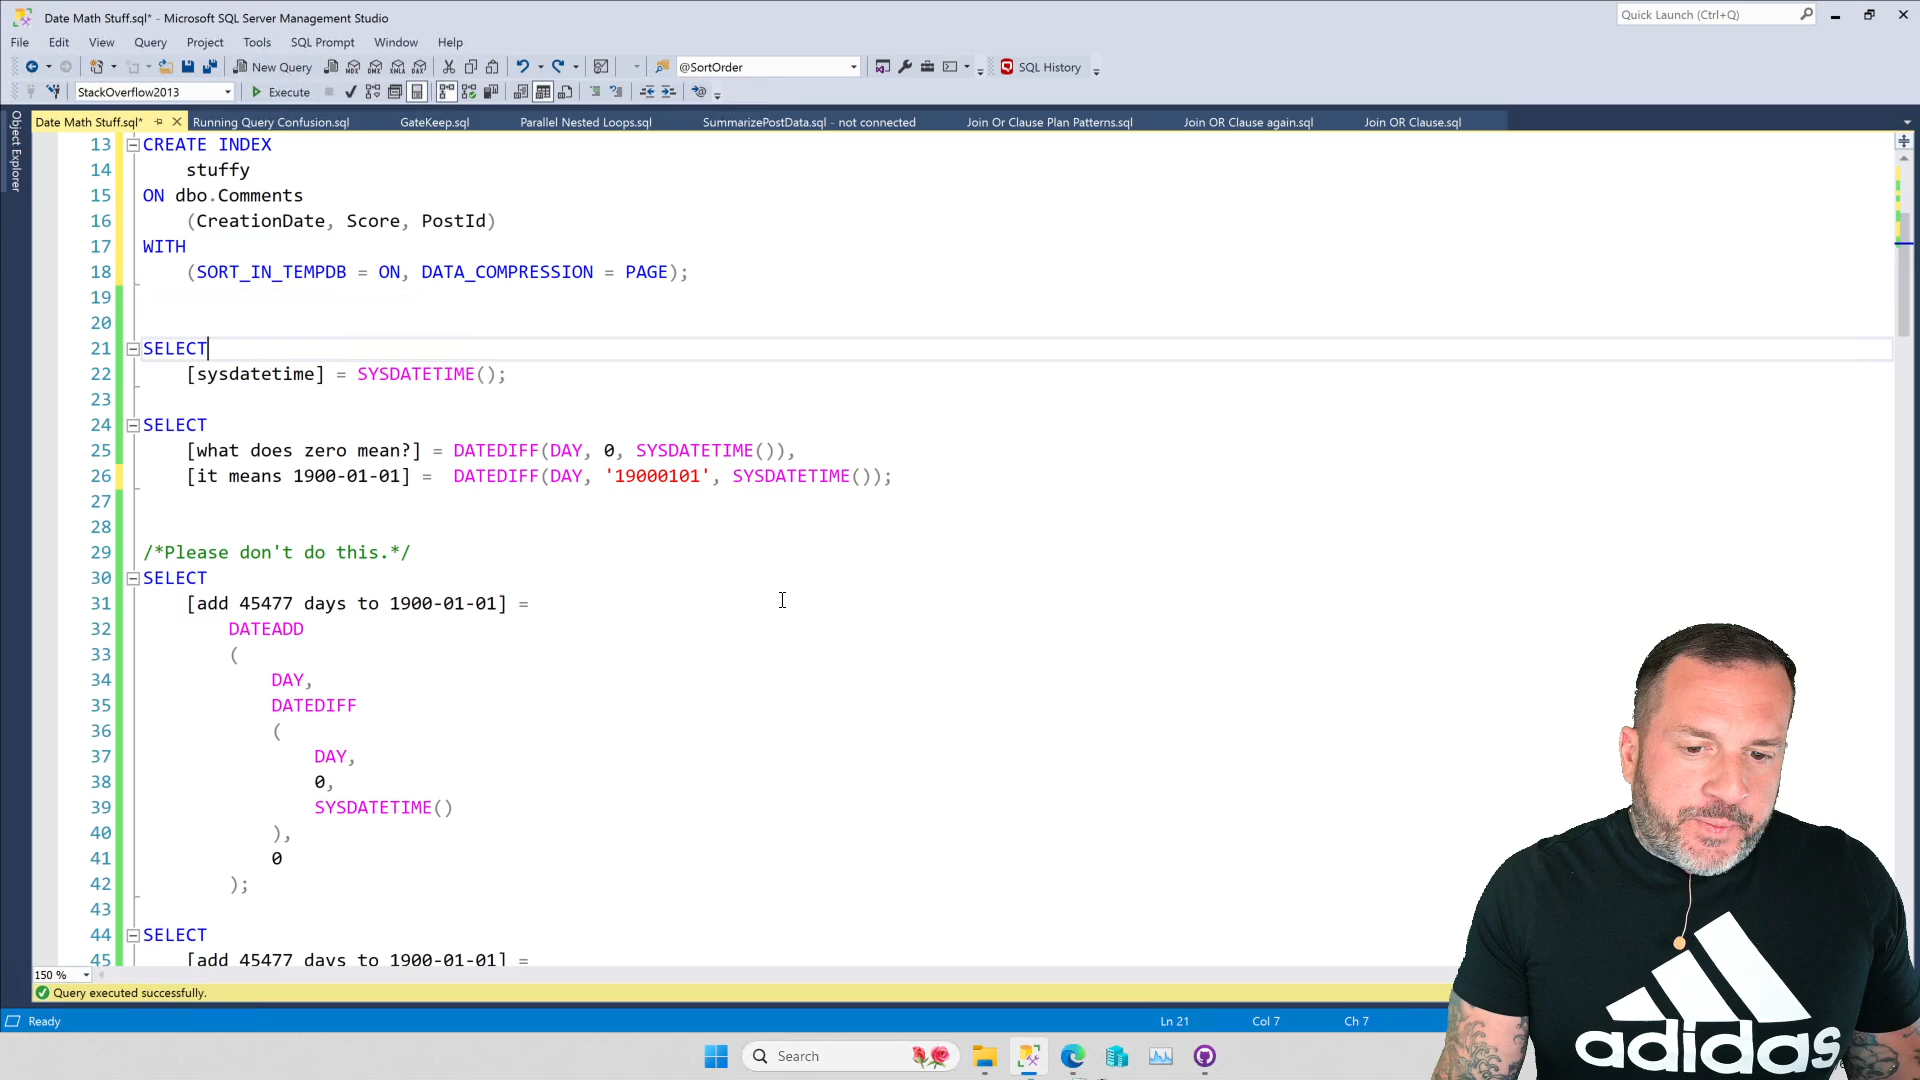 Date Math Stuff.sql* - Microsoft SQL Server Management Studio
Quick Launch (Ctrl+Q)
File Edit View Query Project Tools SQL Prompt Window Help
New Query
@SortOrder
SQL History
StackOverflow2013
Execute
Date Math Stuff.sql*
Running Query Confusion.sql
GateKeep.sql
Parallel Nested Loops.sql
SummarizePostData.sql - not connected
Join Or Clause Plan Patterns.sql
Join OR Clause again.sql
Join OR Clause.sql
Object Explorer
13 CREATE INDEX
14 stuffy
15 ON dbo.Comments
16 (CreationDate, Score, PostId)
17 WITH
18 (SORT_IN_TEMPDB = ON, DATA_COMPRESSION = PAGE);
19
20
21 SELECT
22 [sysdatetime] = SYSDATETIME();
23
24 SELECT
25 [what does zero mean?] = DATEDIFF(DAY, 0, SYSDATETIME()),
26 [it means 1900-01-01] =  DATEDIFF(DAY, '19000101', SYSDATETIME());
27
28
29 /*Please don't do this.*/
30 SELECT
31 [add 45477 days to 1900-01-01] =
32 DATEADD
33 (
34 DAY,
35 DATEDIFF
36 (
37 DAY,
38 0,
39 SYSDATETIME()
40 ),
41 0
42 );
43
44 SELECT
45 [add 45477 days to 1900-01-01] =
150 %
Query executed successfully.
Ready
Ln 21
Col 7
Ch 7
Search
adidas